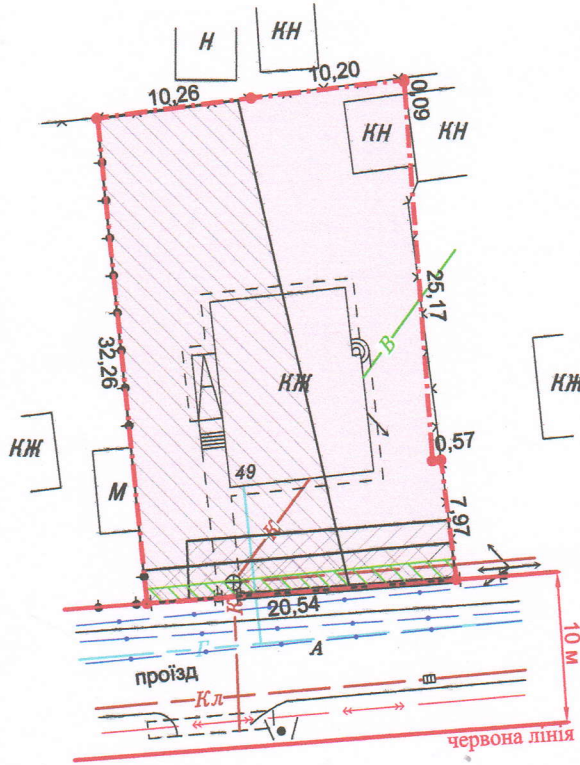 Н
КН
10,26
10,20
0,09
КН
КН
25,17
32,26
В
КЖ
КЖ
КЖ
0,57
49
М
К
7,97
К
20,54
Г
А
10 м
проїзд
Кл
червона лінія